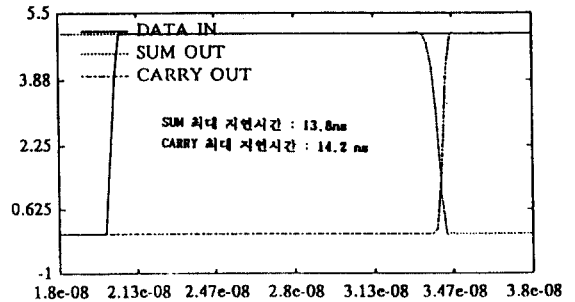 5.5
DATA IN
SUM OUT
3.88
CARRY OUT
SUM 최대 지연시간 : 13.8ns
CARRY 최대 지연시간 : 14.2 ns
2.25
0.625
-1
1.8e-08 2.13e-08 2.47e-08 2.8e-08 3.13e-08 3.47e-08 3.8e-08